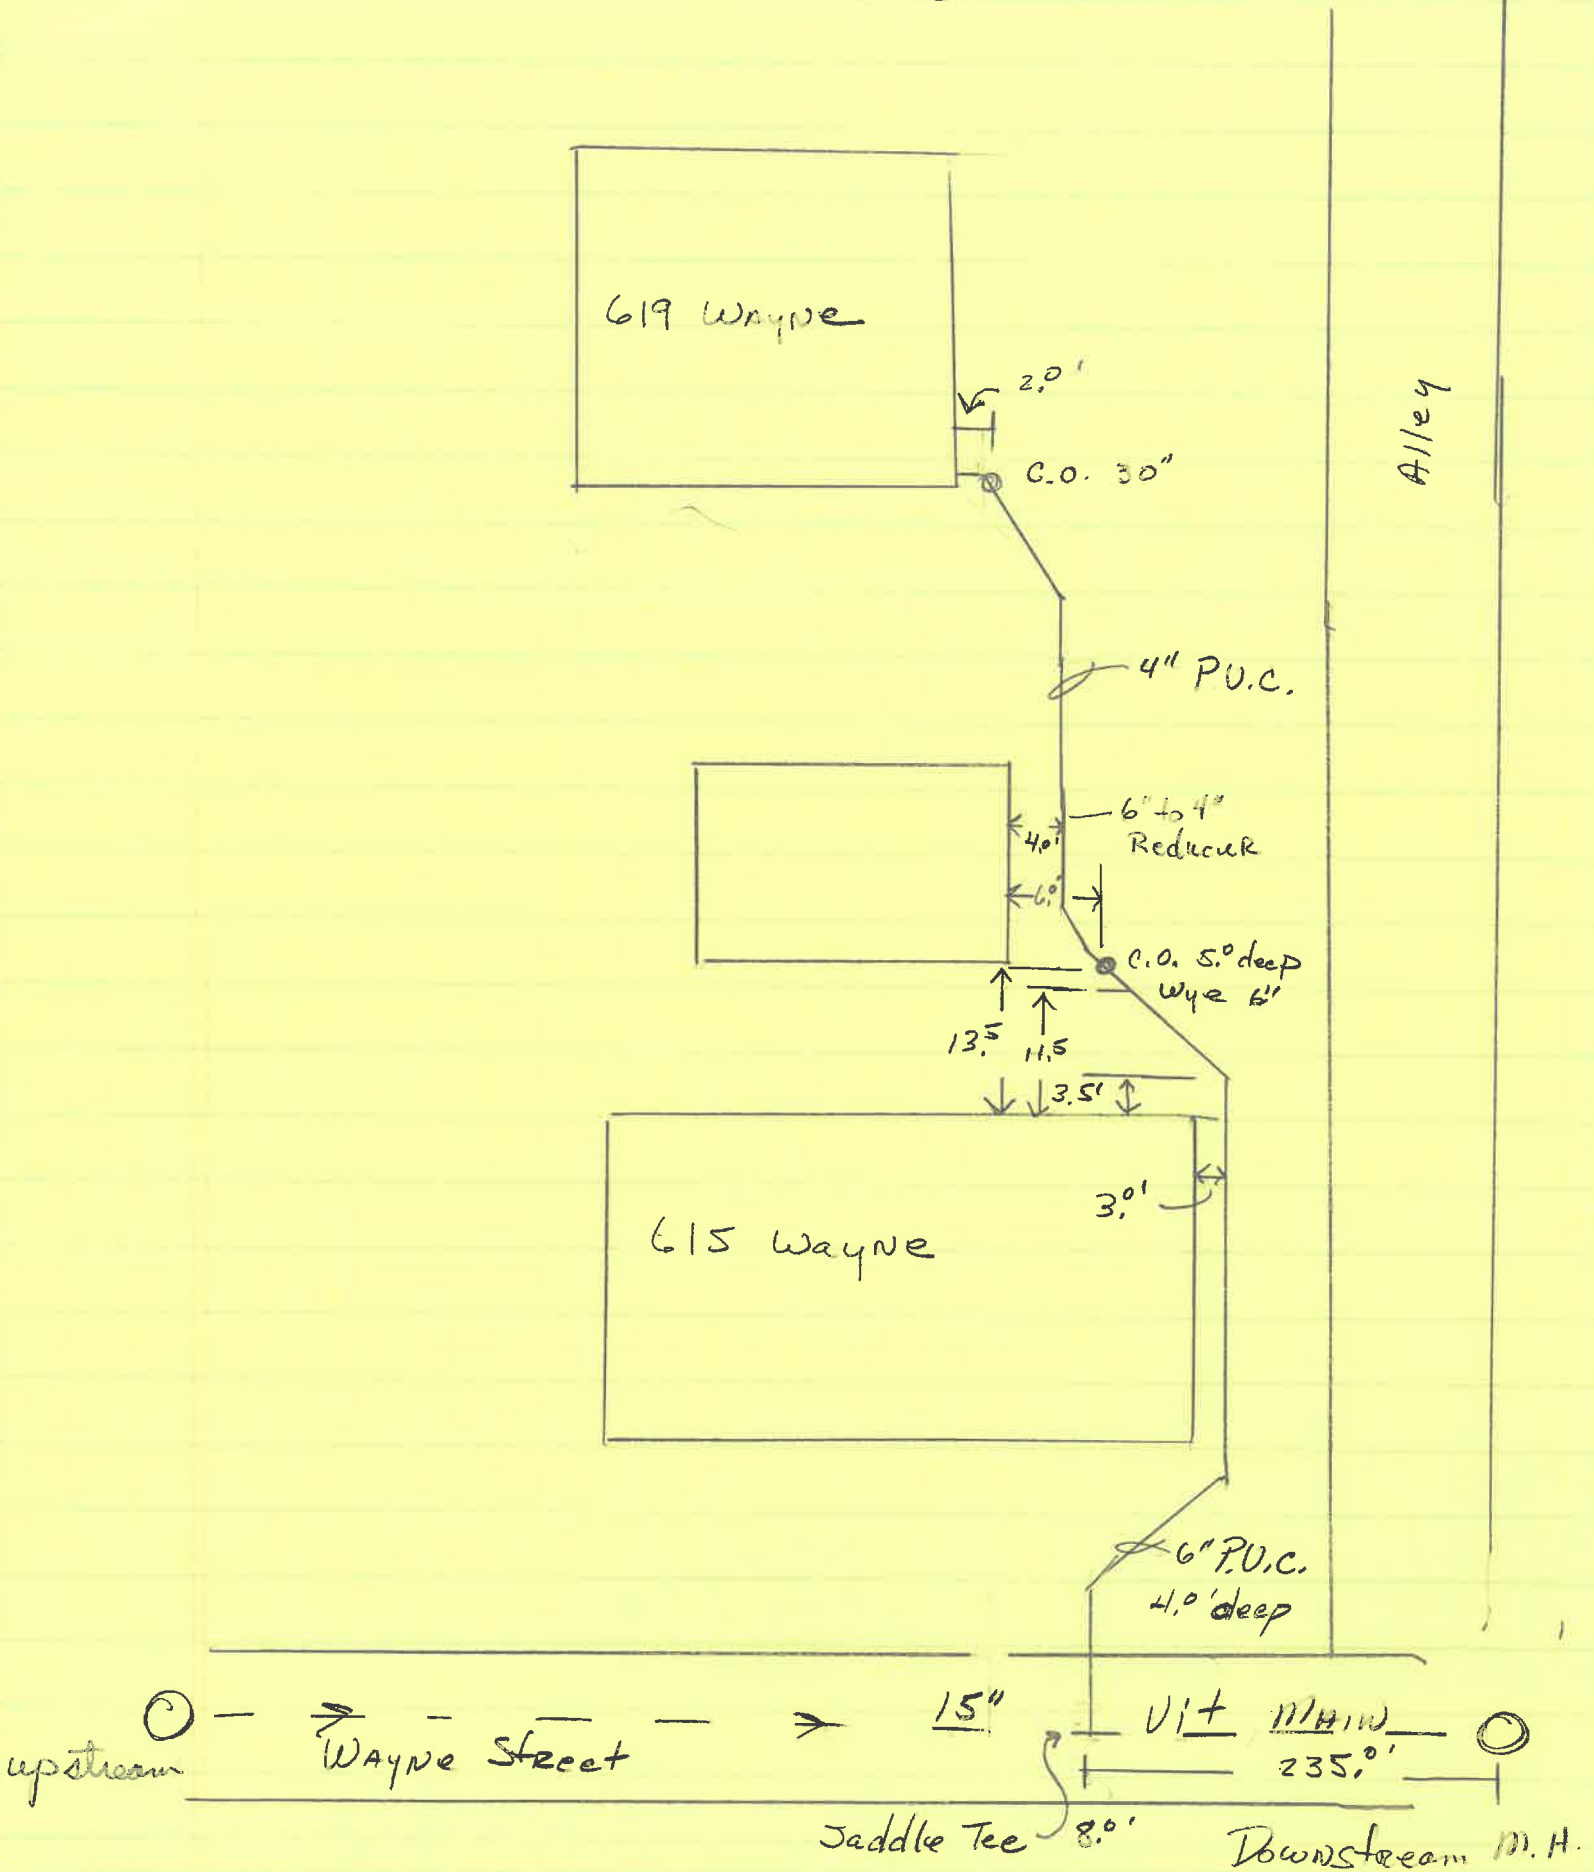 619 Wayne
2.0'
C.O. 30"
Alley
4" P.V.C.
6" to 4"
Reducer
4.0'
6.0'
C.O. 5.0 deep
Wye 6"
13.5
11.5
3.5'
3.0'
615 Wayne
6" P.V.C.
4.0' deep
15" Vit Main
upstream
Wayne Street
235.0'
Saddle Tee 8.0'
Downstream M.H.